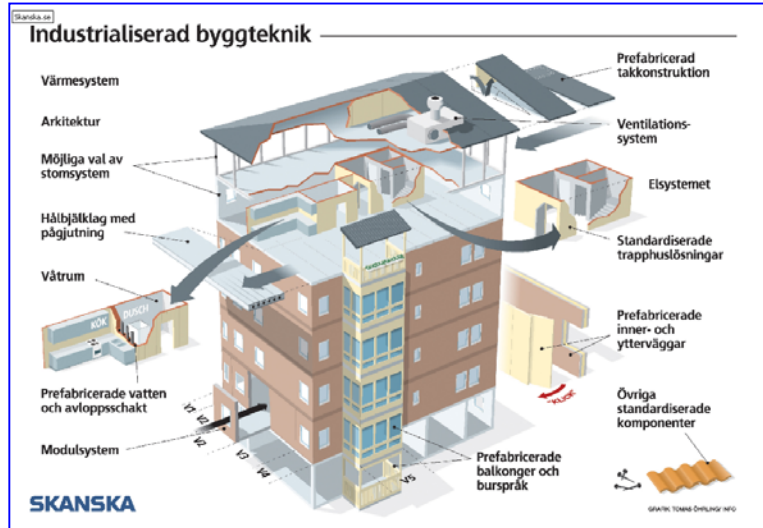 Skanska.se
Industrialiserad byggteknik
Värmesystem
Arkitektur
Möjliga val av
stomsystem
Hålbjälklag med
pågjutning
Våtrum
KÖK
DUSCH
Prefabricerade vatten
och avloppsschakt
Modulsystem
V1
V2
V2
V3
V4
V5
Prefabricerad
takkonstruktion
Ventilations-
system
Elsystemet
Standardiserade
trapphuslösningar
Prefabricerade
inner- och
ytterväggar
"KLICK"
Övriga
standardiserade
komponenter
Prefabricerade
balkonger och
burspråk
SKANSKA
GRAFIK: TOMAS ÖHRLING/ INFO